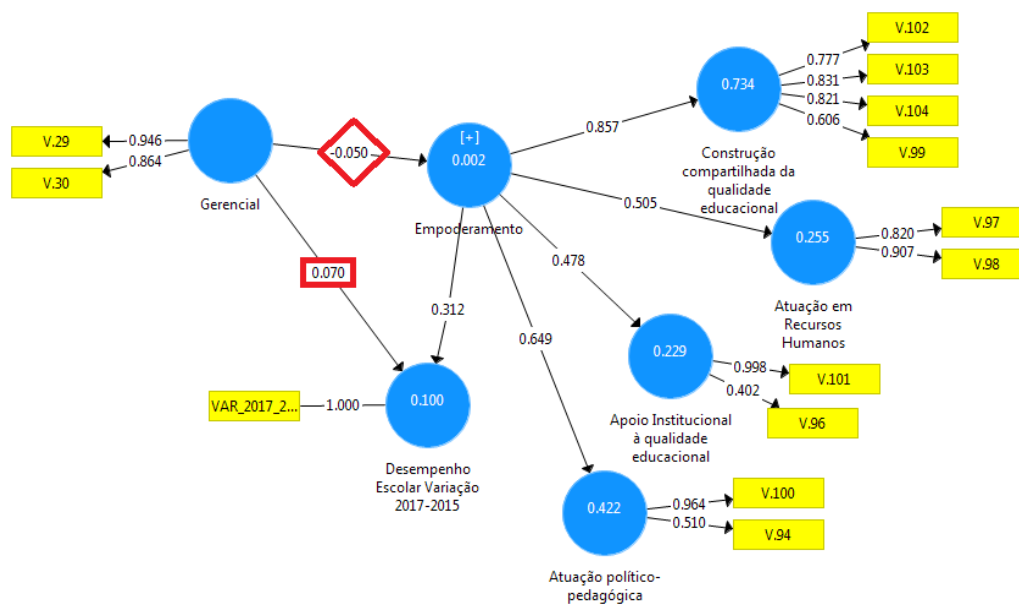 V.102
0.777
0.734
0.831
V.103
0.821
V.104
0.606
V.99
V.29
0.946
0.864
V.30
Gerencial
-0.050
[+]
0.002
Empoderamento
0.857
Construção
compartilhada da
qualidade
educacional
0.505
0.255
0.820
V.97
0.907
V.98
Atuação em
Recursos
Humanos
0.070
0.312
0.478
0.649
0.229
0.998
V.101
0.402
V.96
Apoio Institucional
à qualidade
educacional
VAR_2017_2...
1.000
0.100
Desempenho
Escolar Variação
2017-2015
0.422
0.964
V.100
0.510
V.94
Atuação político-
pedagógica